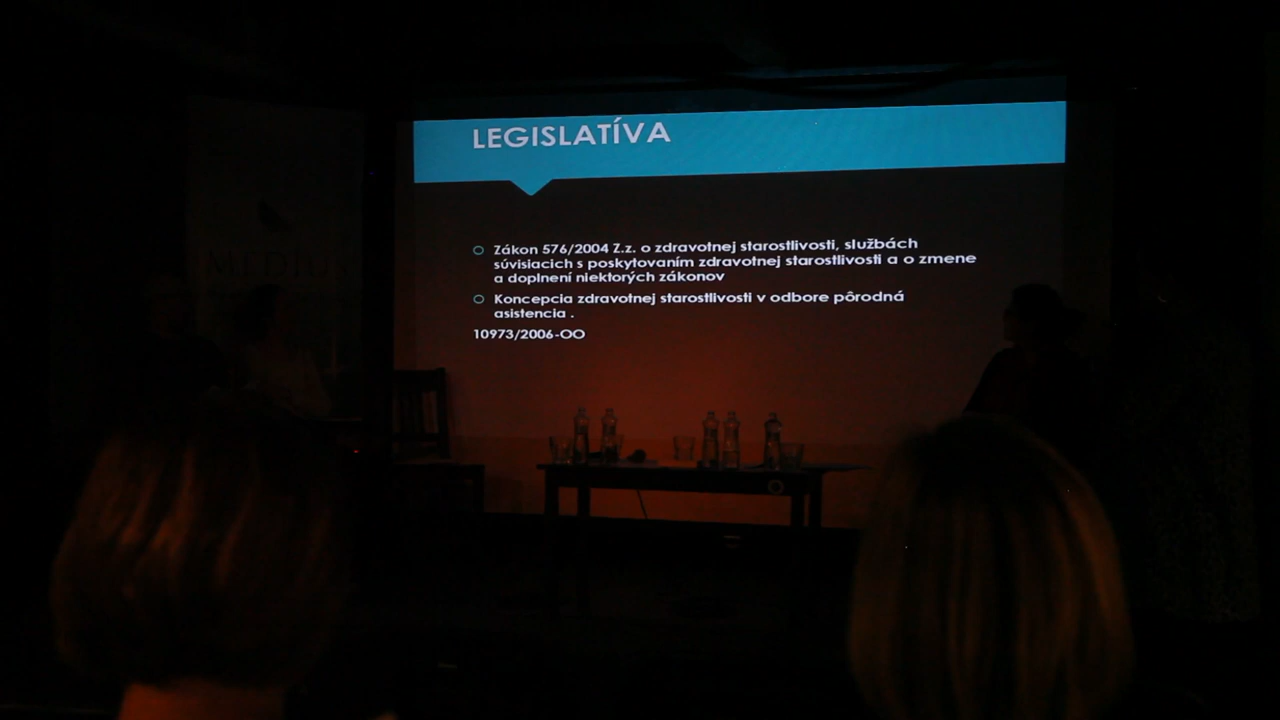 LEGISLATÍVA
Zákon 576/2004 Z.z. o zdravotnej starostlivosti, službách
súvisiacich s poskytovaním zdravotnej starostlivosti a o zmene
a doplnení niektorých zákonov
Koncepcia zdravotnej starostlivosti v odbore pôrodná
asistencia .
10973/2006-OO